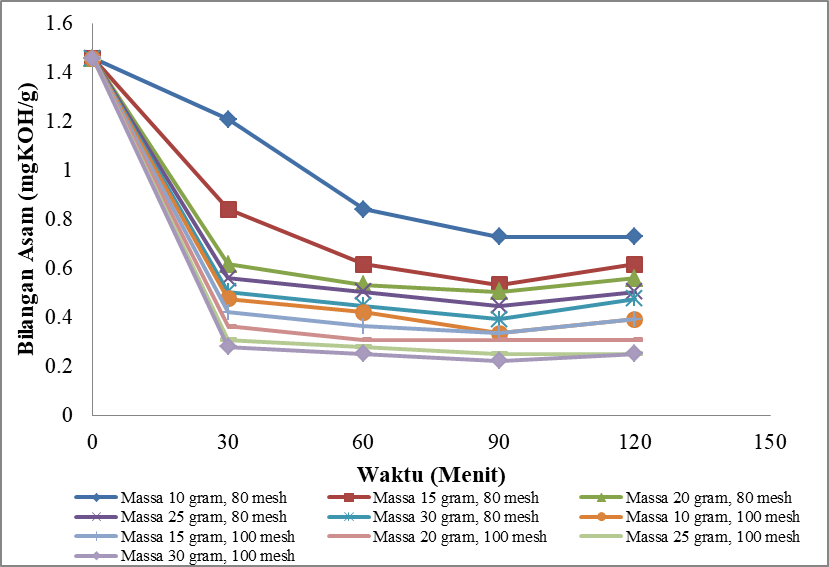 Bilangan Asam (mgKOH/g)
1.6
1.4
1.2
1
0.8
0.6
0.4
0.2
0
0 30 60 90 120 150
Waktu (Menit)
Massa 10 gram, 80 mesh Massa 15 gram, 80 mesh Massa 20 gram, 80 mesh
Massa 25 gram, 80 mesh Massa 30 gram, 80 mesh Massa 10 gram, 100 mesh
Massa 15 gram, 100 mesh Massa 20 gram, 100 mesh Massa 25 gram, 100 mesh
Massa 30 gram, 100 mesh